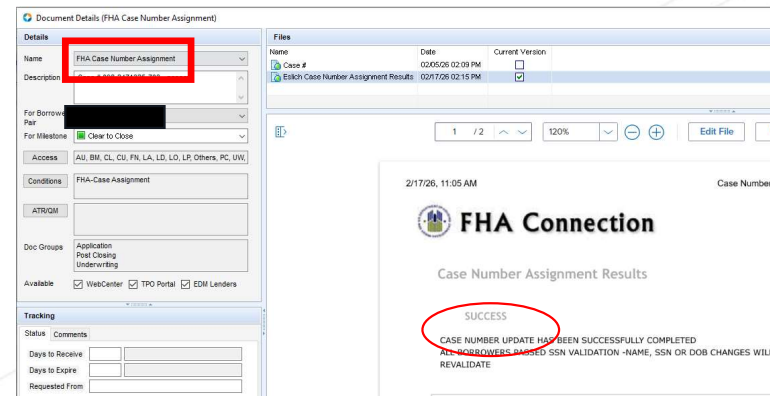 Document Details (FHA Case Number Assignment)
Details
Name
FHA Case Number Assignment
Description
For Borrower
Pair
For Milestone
Clear to Close
Access
AU, BM, CL, CU, FN, LA, LD, LO, LP, Others, PC, UW,
Conditions
FHA-Case Assignment
ATR/QM
Doc Groups
Application
Post Closing
Underwriting
Available
WebCenter
TPO Portal
EDM Lenders
Tracking
Status
Comments
Days to Receive
Days to Expire
Requested From
Files
Name
Date
Current Version
Case #
02/05/26 02:09 PM
Eslich Case Number Assignment Results
02/17/26 02:15 PM
1 / 2
120%
Edit File
2/17/26, 11:05 AM
Case Number
FHA Connection
Case Number Assignment Results
SUCCESS
CASE NUMBER UPDATE HAS BEEN SUCCESSFULLY COMPLETED
ALL BORROWERS PASSED SSN VALIDATION -NAME, SSN OR DOB CHANGES WILL
REVALIDATE